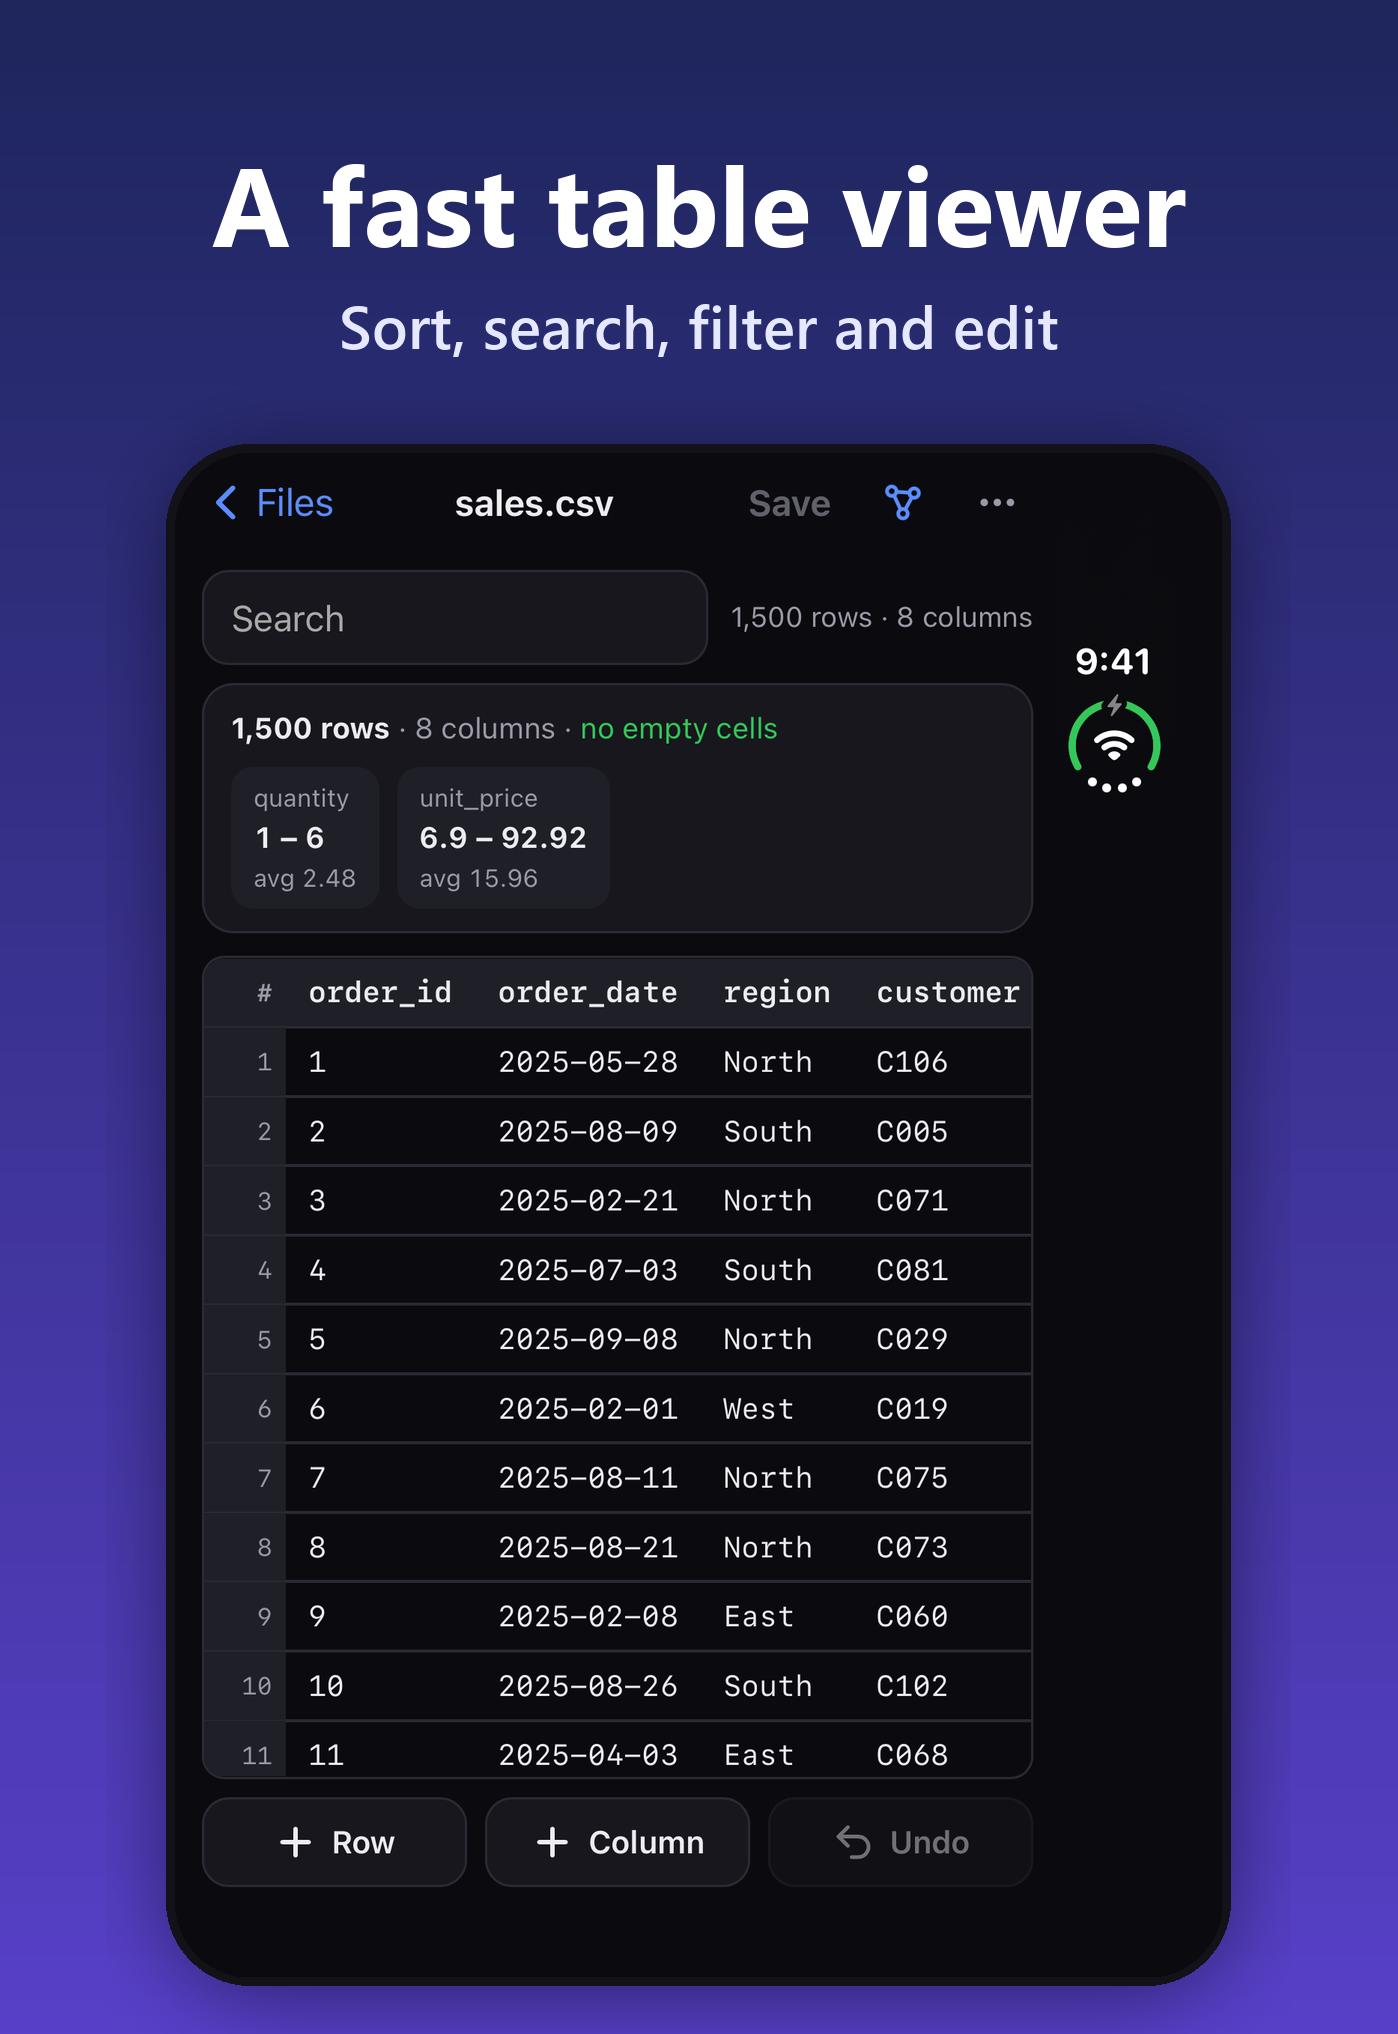 A fast table viewer
Sort, search, filter and edit
Files sales.csv Save
Search 1,500 rows · 8 columns
9:41
1,500 rows · 8 columns · no empty cells
quantity unit_price
1 – 6 6.9 – 92.92
avg 2.48 avg 15.96
# order_id order_date region customer
1 1 2025-05-28 North C106
2 2 2025-08-09 South C005
3 3 2025-02-21 North C071
4 4 2025-07-03 South C081
5 5 2025-09-08 North C029
6 6 2025-02-01 West C019
7 7 2025-08-11 North C075
8 8 2025-08-21 North C073
9 9 2025-02-08 East C060
10 10 2025-08-26 South C102
11 11 2025-04-03 East C068
+ Row + Column Undo